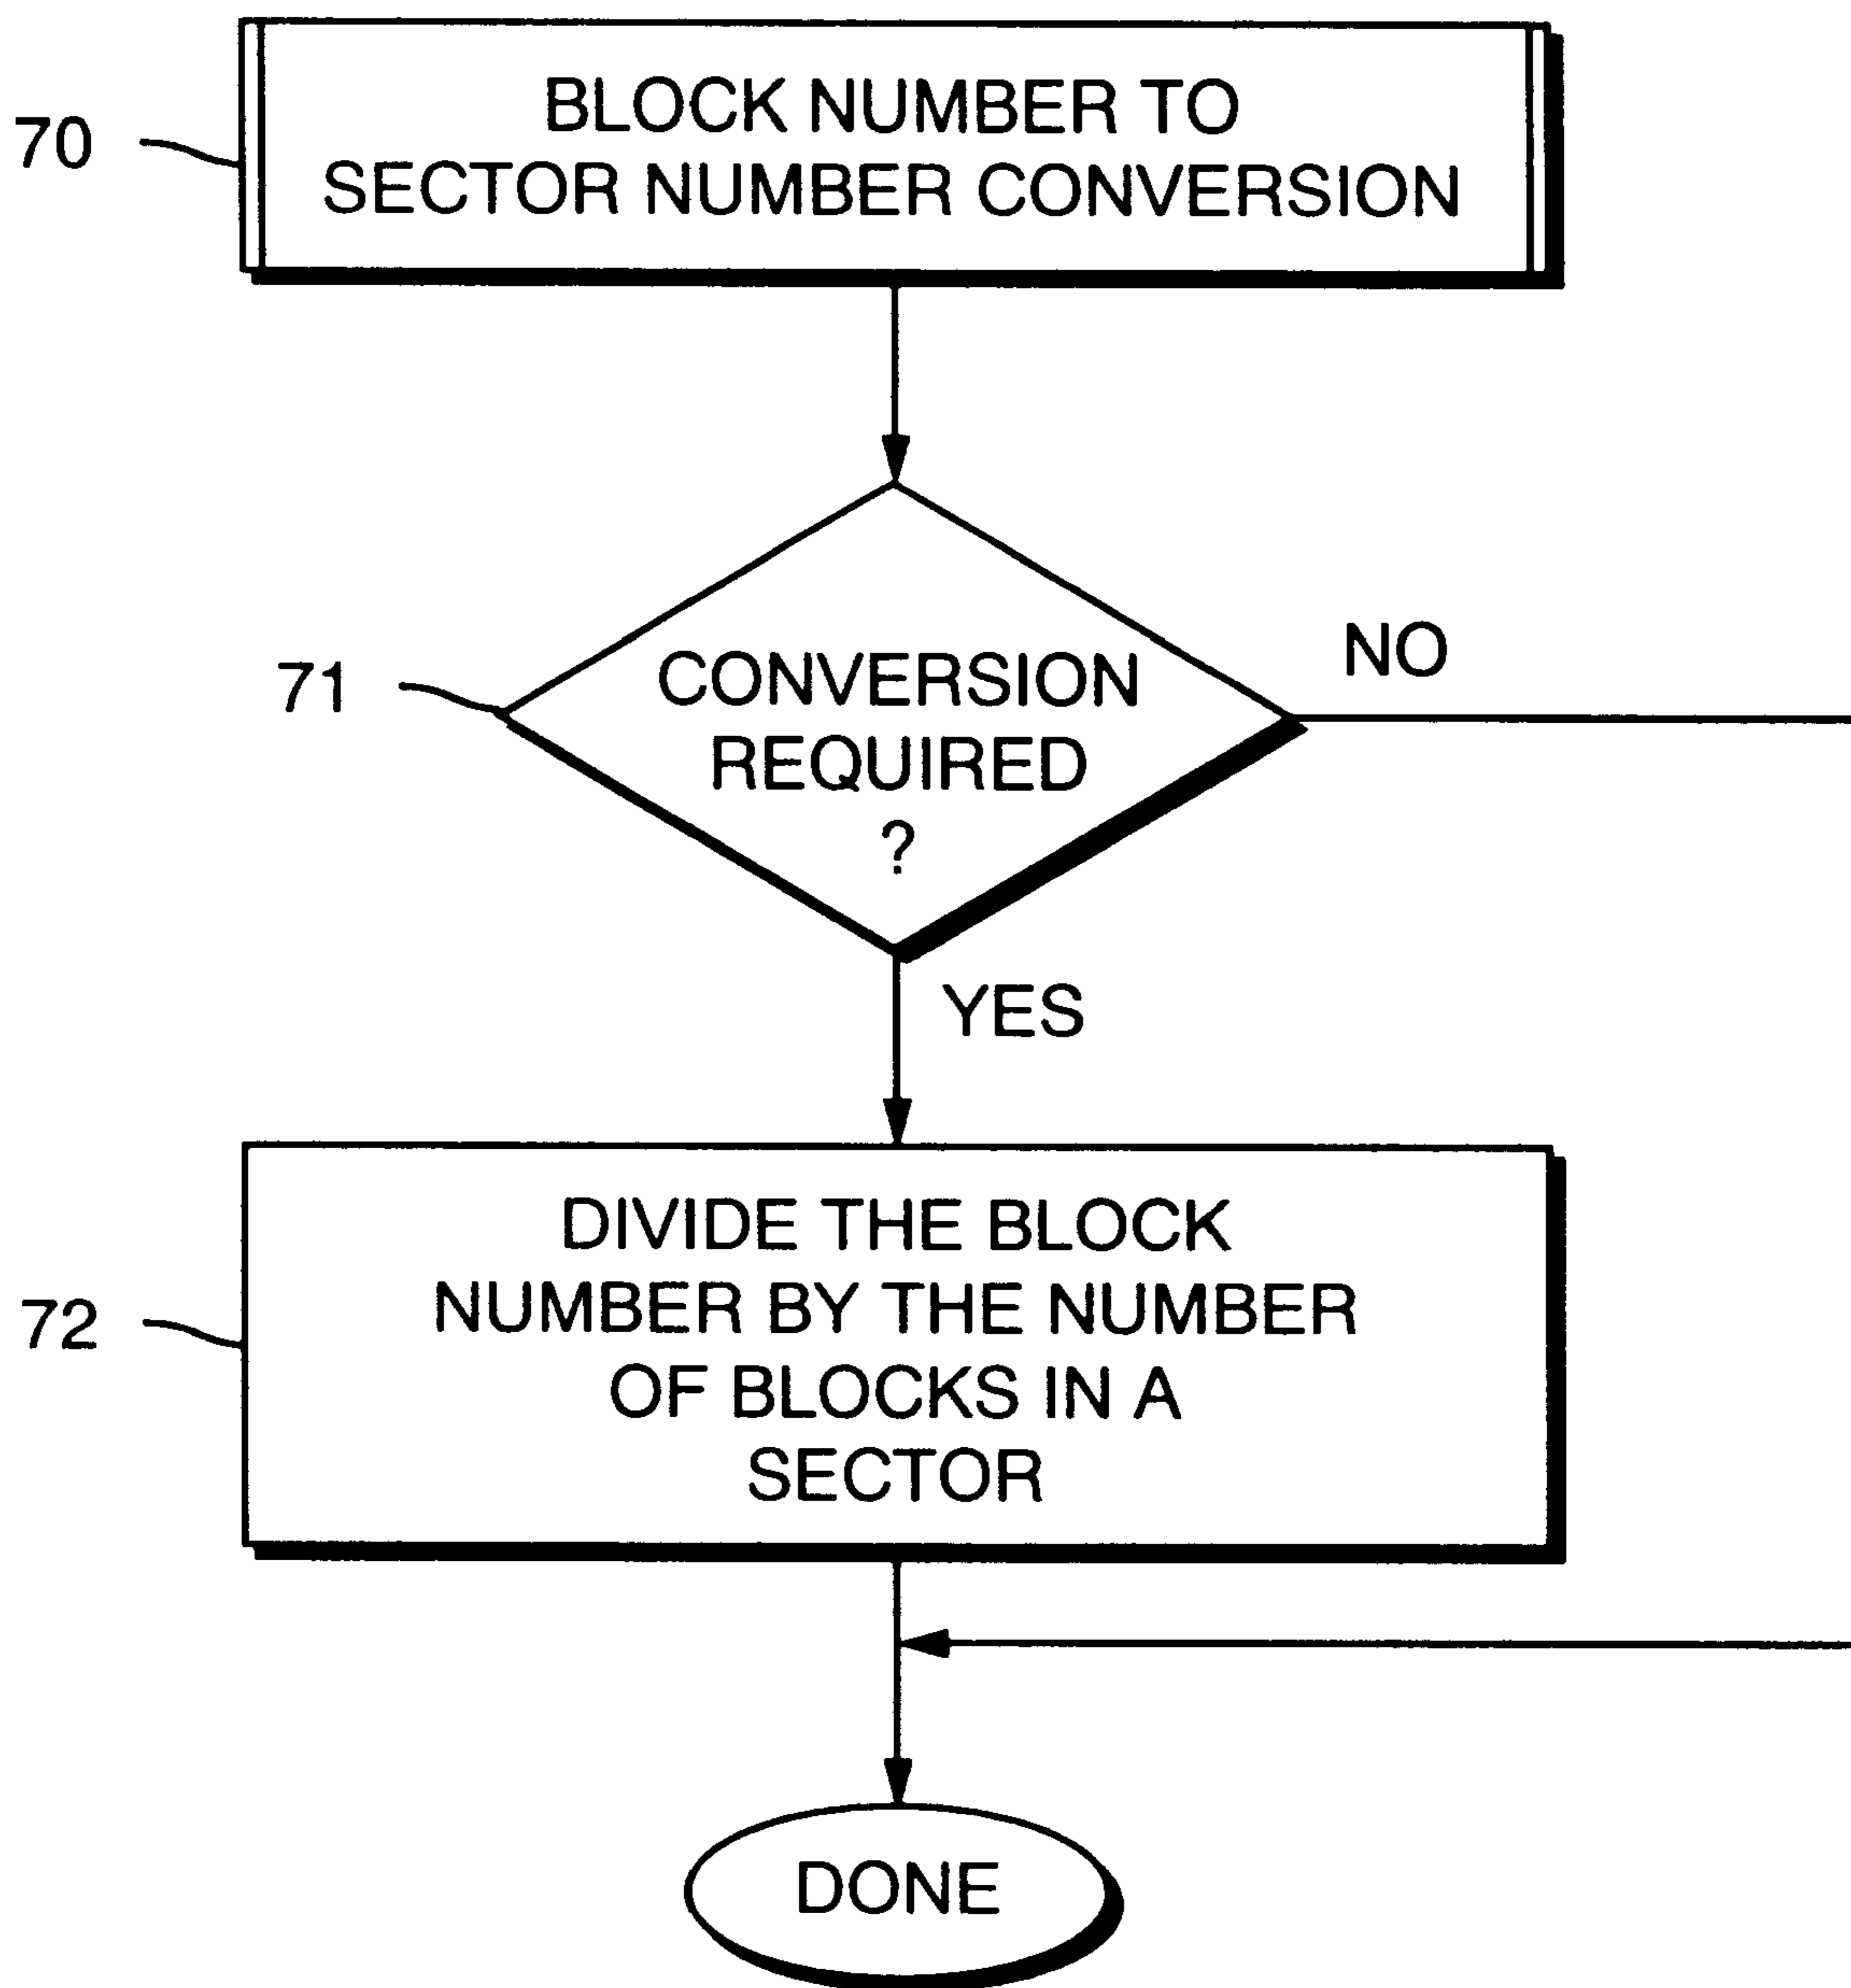 70
BLOCK NUMBER TO
SECTOR NUMBER CONVERSION
71
CONVERSION
REQUIRED
?
NO
YES
72
DIVIDE THE BLOCK
NUMBER BY THE NUMBER
OF BLOCKS IN A
SECTOR
DONE